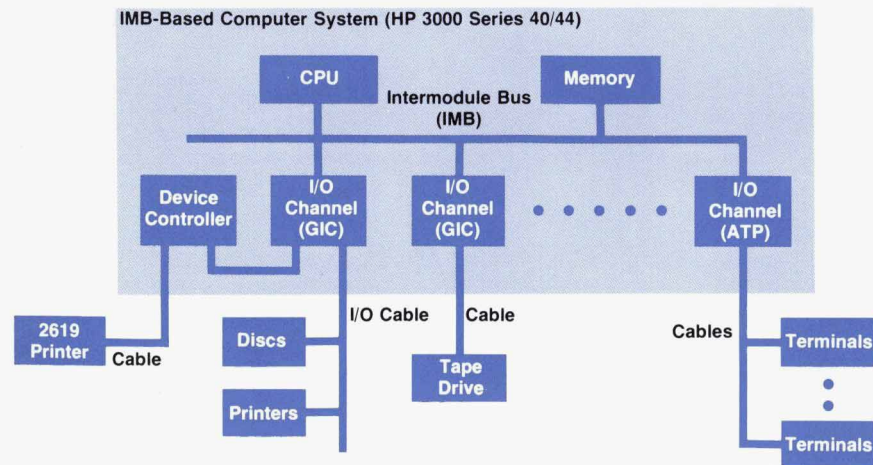 IMB-Based Computer System (HP 3000 Series 40/44)
CPU
Memory
Intermodule Bus
(IMB)
Device
Controller
I/O
Channel
(GIC)
I/O
Channel
(GIC)
I/O
Channel
(ATP)
2619
Printer
Cable
I/O Cable
Discs
Printers
Cable
Tape
Drive
Cables
Terminals
Terminals